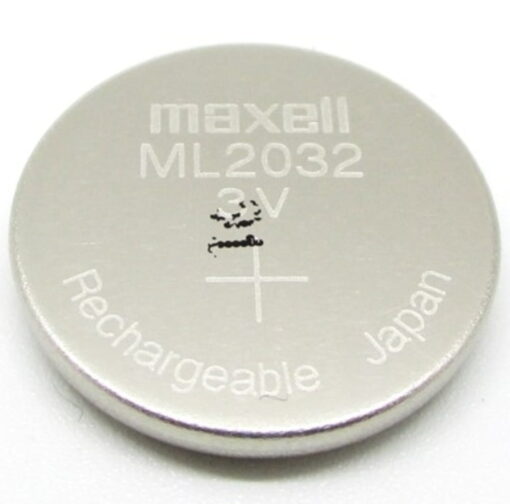 maxell
ML2032
3V
+
Rechargeable Japan